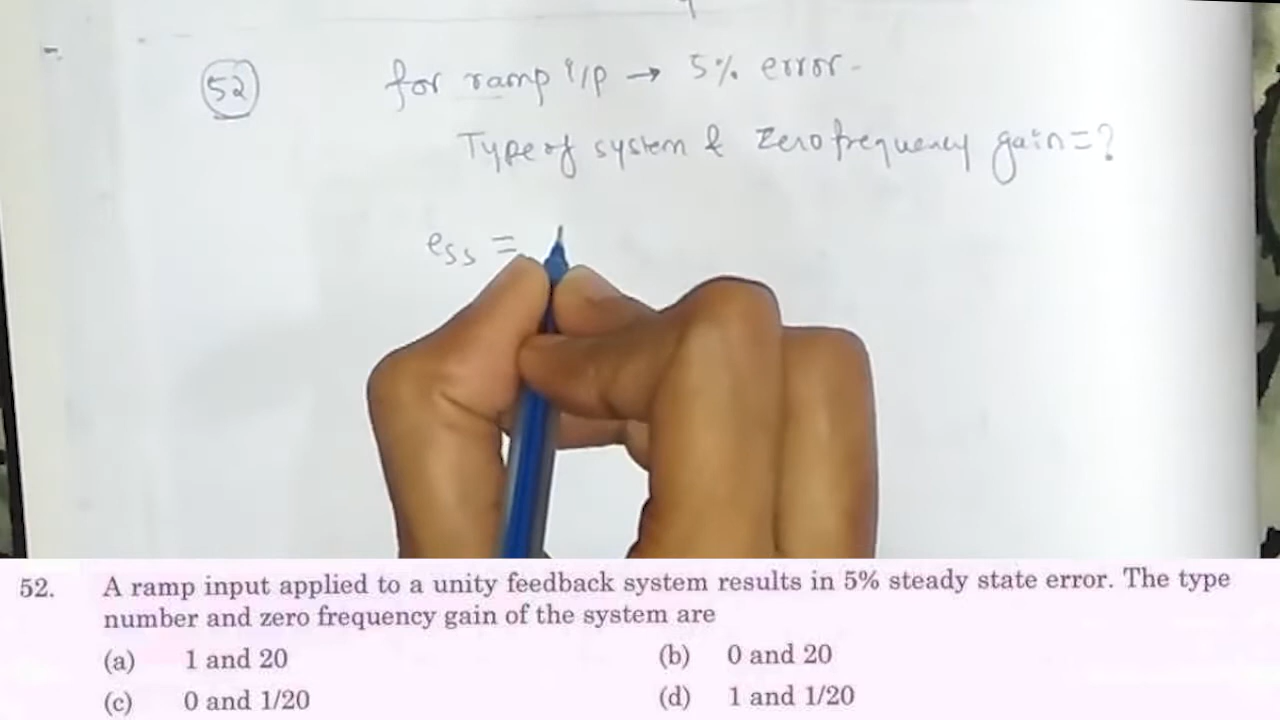 52
for ramp i/p → 5% error.
Type of system & Zero frequency gain = ?
ess =
52. A ramp input applied to a unity feedback system results in 5% steady state error. The type
number and zero frequency gain of the system are
(a) 1 and 20 (b) 0 and 20
(c) 0 and 1/20 (d) 1 and 1/20